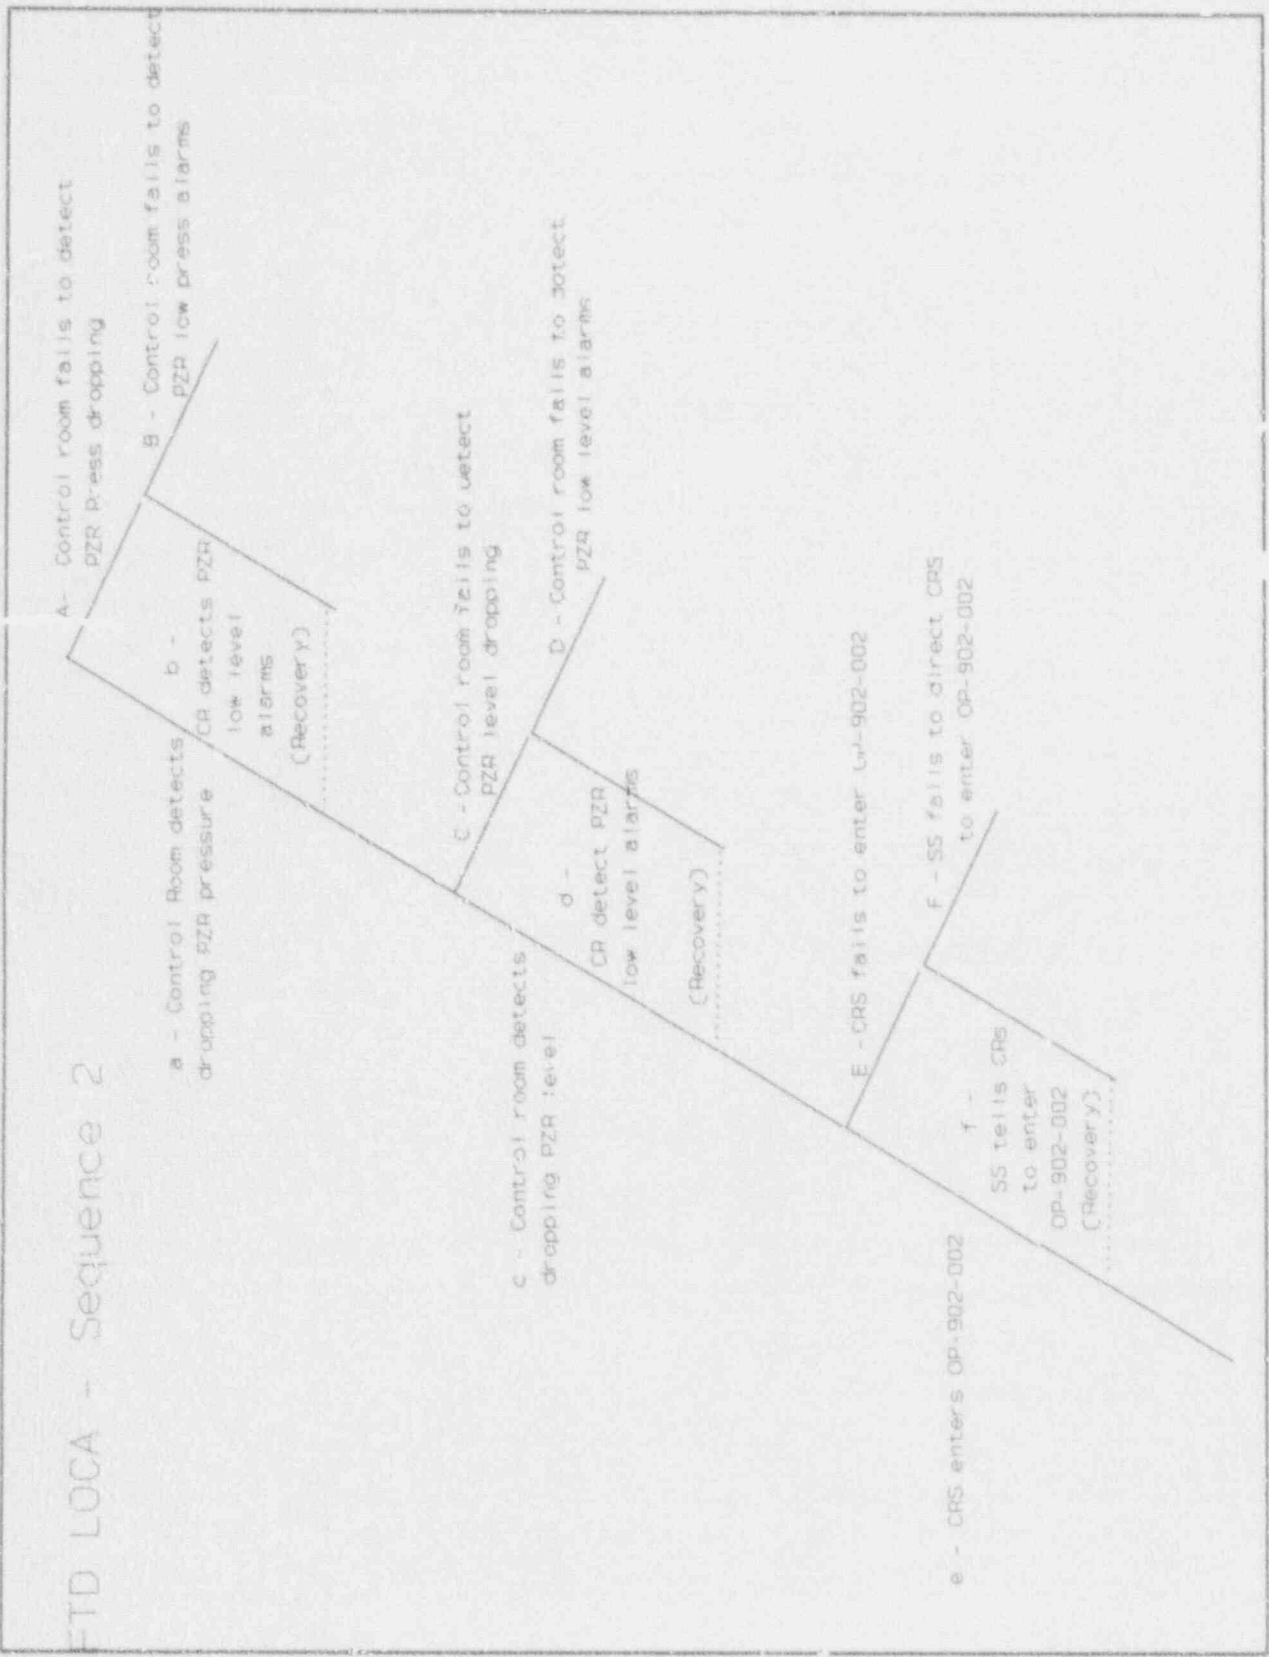 FTD LOCA - Sequence 2
A- Control room fails to detect
PZR Press dropping
B - Control room fails to detect
PZR low press alarms
a - Control Room detects
dropping PZR pressure
b -
CR detects PZR
low level
alarms
(Recovery)
C - Control room fails to detect
PZR level dropping
D - Control room fails to detect
PZR low level alarms
c - Control room detects
dropping PZR level
d -
CR detect PZR
low level alarms
(Recovery)
E - CRS fails to enter -902-002
F - SS fails to direct CRS
to enter OP-902-002
e - CRS enters OP-902-002
f -
SS tells CRS
to enter
OP-902-002
(Recovery)